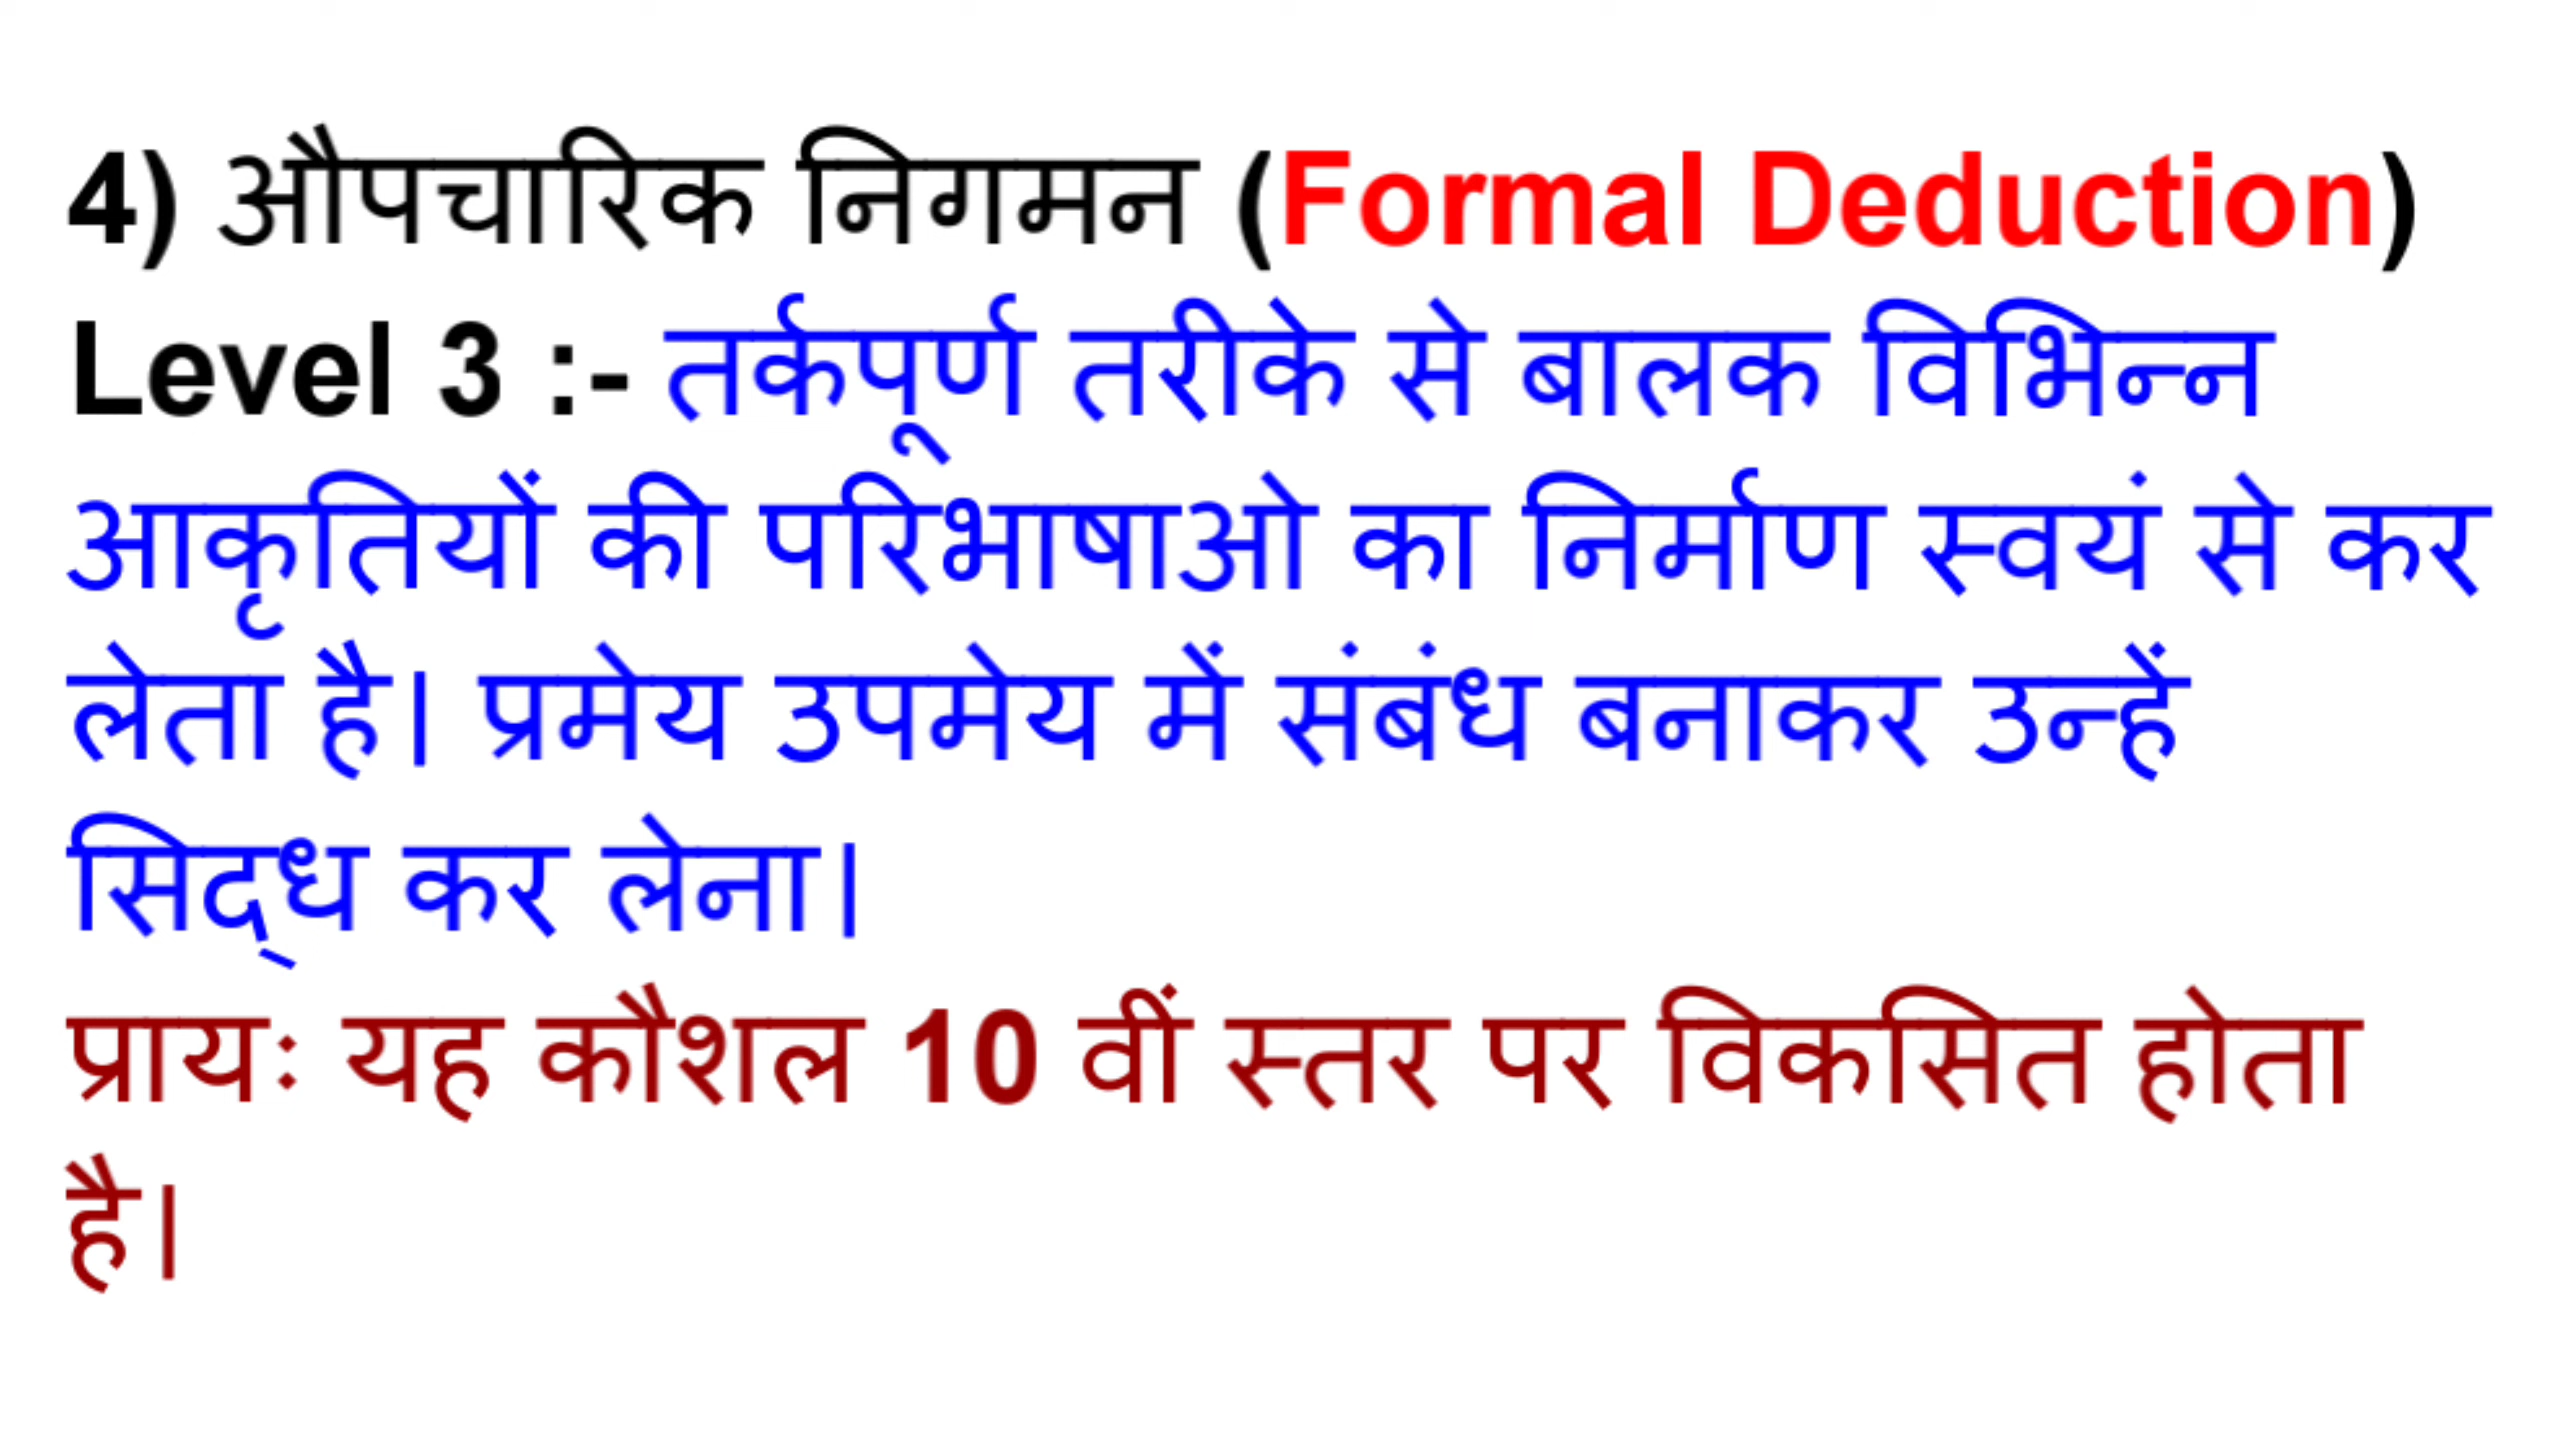 4) औपचारिक निगमन (Formal Deduction)
Level 3 :- तर्कपूर्ण तरीके से बालक विभिन्न
आकृतियों की परिभाषाओ का निर्माण स्वयं से कर
लेता है। प्रमेय उपमेय में संबंध बनाकर उन्हें
सिद्ध कर लेना।
प्रायः यह कौशल 10 वीं स्तर पर विकसित होता
है।